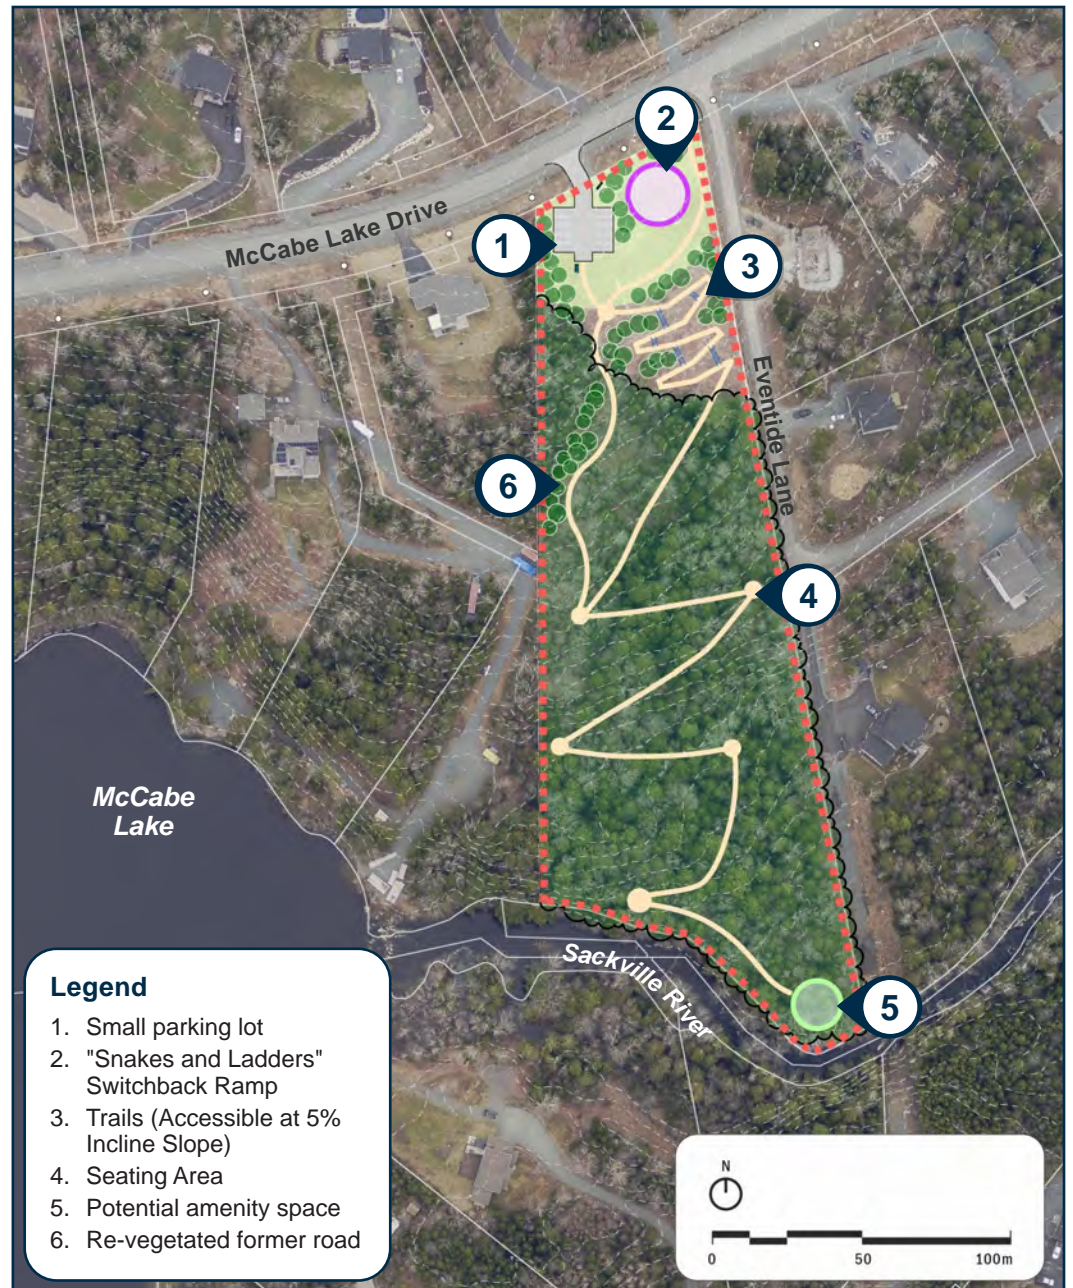 2
McCabe Lake Drive
1
3
Eventide Lane
6
4
McCabe
Lake
Sackville River
5
Legend
1. Small parking lot
2. "Snakes and Ladders"
Switchback Ramp
3. Trails (Accessible at 5%
Incline Slope)
4. Seating Area
5. Potential amenity space
6. Re-vegetated former road
N
0 50 100m